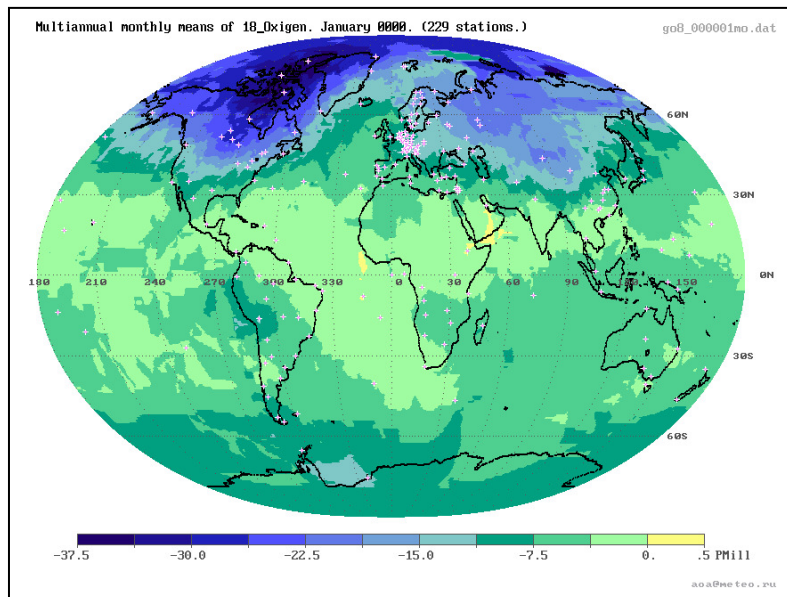 Multiannual monthly means of 18_Oxigen. January 0000. (229 stations.)
go8_000001mo.dat
60N
30N
180 210 240 270 300 330 0 30 60 90 120 150 0N
30S
60S
-37.5 -30.0 -22.5 -15.0 -7.5 0. .5 PMill
aoa@meteo.ru